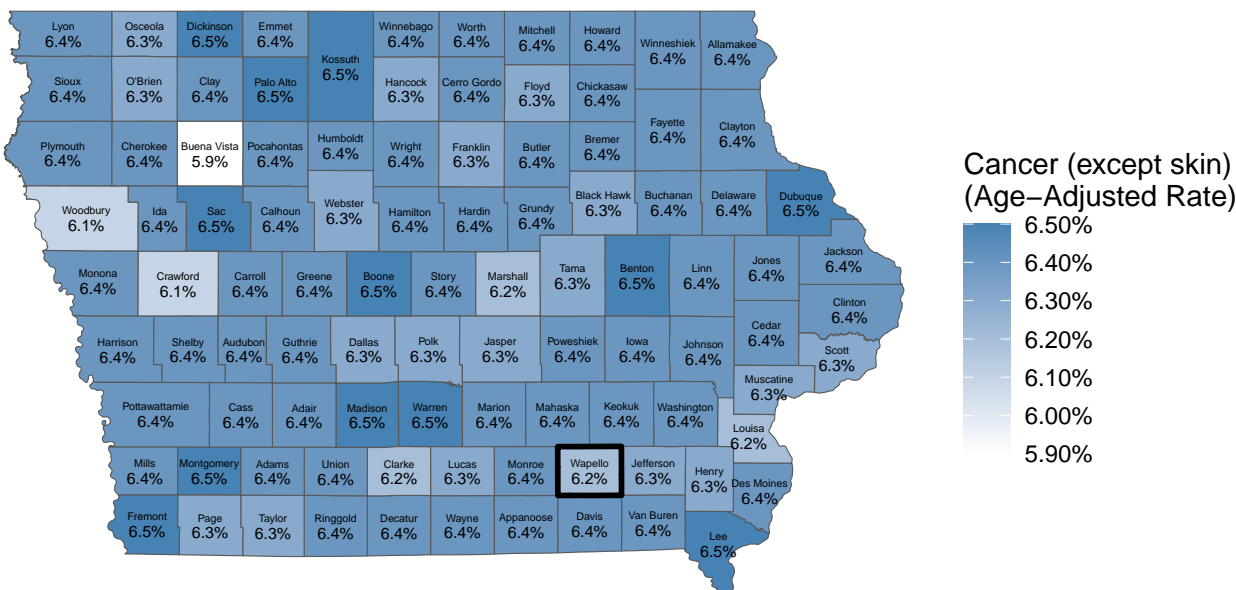 Lyon
6.4%
Osceola
6.3%
Dickinson
6.5%
Emmet
6.4%
Kossuth
6.5%
Winnebago
6.4%
Worth
6.4%
Mitchell
6.4%
Howard
6.4%
Winneshiek
6.4%
Allamakee
6.4%
Sioux
6.4%
O'Brien
6.3%
Clay
6.4%
Palo Alto
6.5%
Hancock
6.3%
Cerro Gordo
6.4%
Floyd
6.3%
Chickasaw
6.4%
Fayette
6.4%
Clayton
6.4%
Plymouth
6.4%
Cherokee
6.4%
Buena Vista
5.9%
Pocahontas
6.4%
Humboldt
6.4%
Wright
6.4%
Franklin
6.3%
Butler
6.4%
Bremer
6.4%
Woodbury
6.1%
Ida
6.4%
Sac
6.5%
Calhoun
6.4%
Webster
6.3%
Hamilton
6.4%
Hardin
6.4%
Grundy
6.4%
Black Hawk
6.3%
Buchanan
6.4%
Delaware
6.4%
Dubuque
6.5%
Monona
6.4%
Crawford
6.1%
Carroll
6.4%
Greene
6.4%
Boone
6.5%
Story
6.4%
Marshall
6.2%
Tama
6.3%
Benton
6.5%
Linn
6.4%
Jones
6.4%
Jackson
6.4%
Clinton
6.4%
Harrison
6.4%
Shelby
6.4%
Audubon
6.4%
Guthrie
6.4%
Dallas
6.3%
Polk
6.3%
Jasper
6.3%
Poweshiek
6.4%
Iowa
6.4%
Johnson
6.4%
Cedar
6.4%
Scott
6.3%
Muscatine
6.3%
Pottawattamie
6.4%
Cass
6.4%
Adair
6.4%
Madison
6.5%
Warren
6.5%
Marion
6.4%
Mahaska
6.4%
Keokuk
6.4%
Washington
6.4%
Louisa
6.2%
Mills
6.4%
Montgomery
6.5%
Adams
6.4%
Union
6.4%
Clarke
6.2%
Lucas
6.3%
Monroe
6.4%
Wapello
6.2%
Jefferson
6.3%
Henry
6.3%
Des Moines
6.4%
Fremont
6.5%
Page
6.3%
Taylor
6.3%
Ringgold
6.4%
Decatur
6.4%
Wayne
6.4%
Appanoose
6.4%
Davis
6.4%
Van Buren
6.4%
Lee
6.5%
Cancer (except skin)
(Age−Adjusted Rate)
6.50%
6.40%
6.30%
6.20%
6.10%
6.00%
5.90%